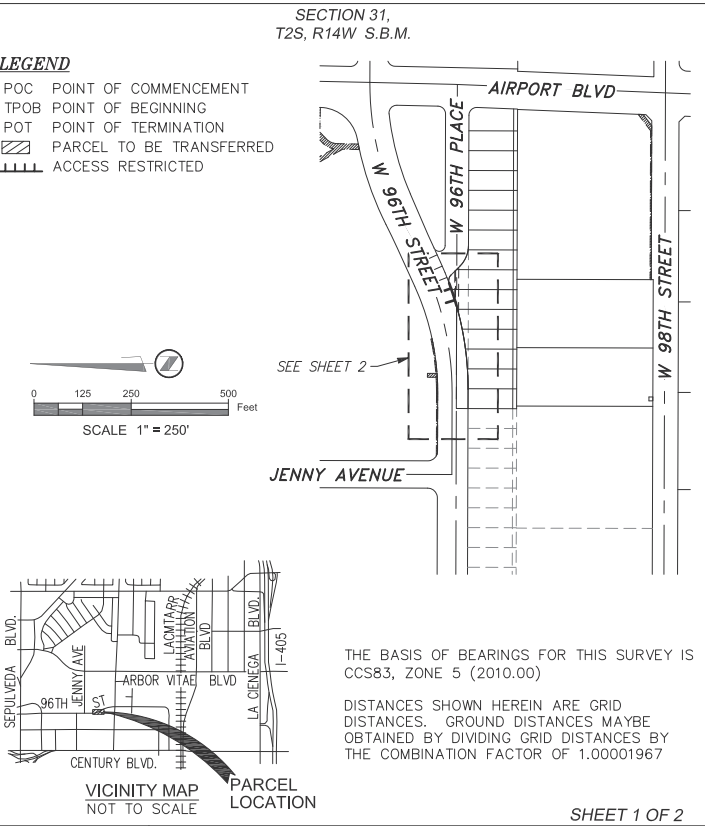 SECTION 31,
T2S, R14W S.B.M.
LEGEND
POC POINT OF COMMENCEMENT
TPOB POINT OF BEGINNING
POT POINT OF TERMINATION
PARCEL TO BE TRANSFERRED
ACCESS RESTRICTED
AIRPORT BLVD
W 96TH PLACE
W 96TH STREET
W 98TH STREET
SEE SHEET 2
JENNY AVENUE
0 125 250 500
Feet
SCALE 1" = 250'
SEPULVEDA BLVD.
JENNY AVE
96TH ST
ARBOR VITAE BLVD
LACMTARR
AVIATION BLVD
LA CIENEGA BLVD.
I-405
CENTURY BLVD.
VICINITY MAP
NOT TO SCALE
PARCEL
LOCATION
THE BASIS OF BEARINGS FOR THIS SURVEY IS
CCS83, ZONE 5 (2010.00)
DISTANCES SHOWN HEREIN ARE GRID
DISTANCES. GROUND DISTANCES MAYBE
OBTAINED BY DIVIDING GRID DISTANCES BY
THE COMBINATION FACTOR OF 1.00001967
SHEET 1 OF 2